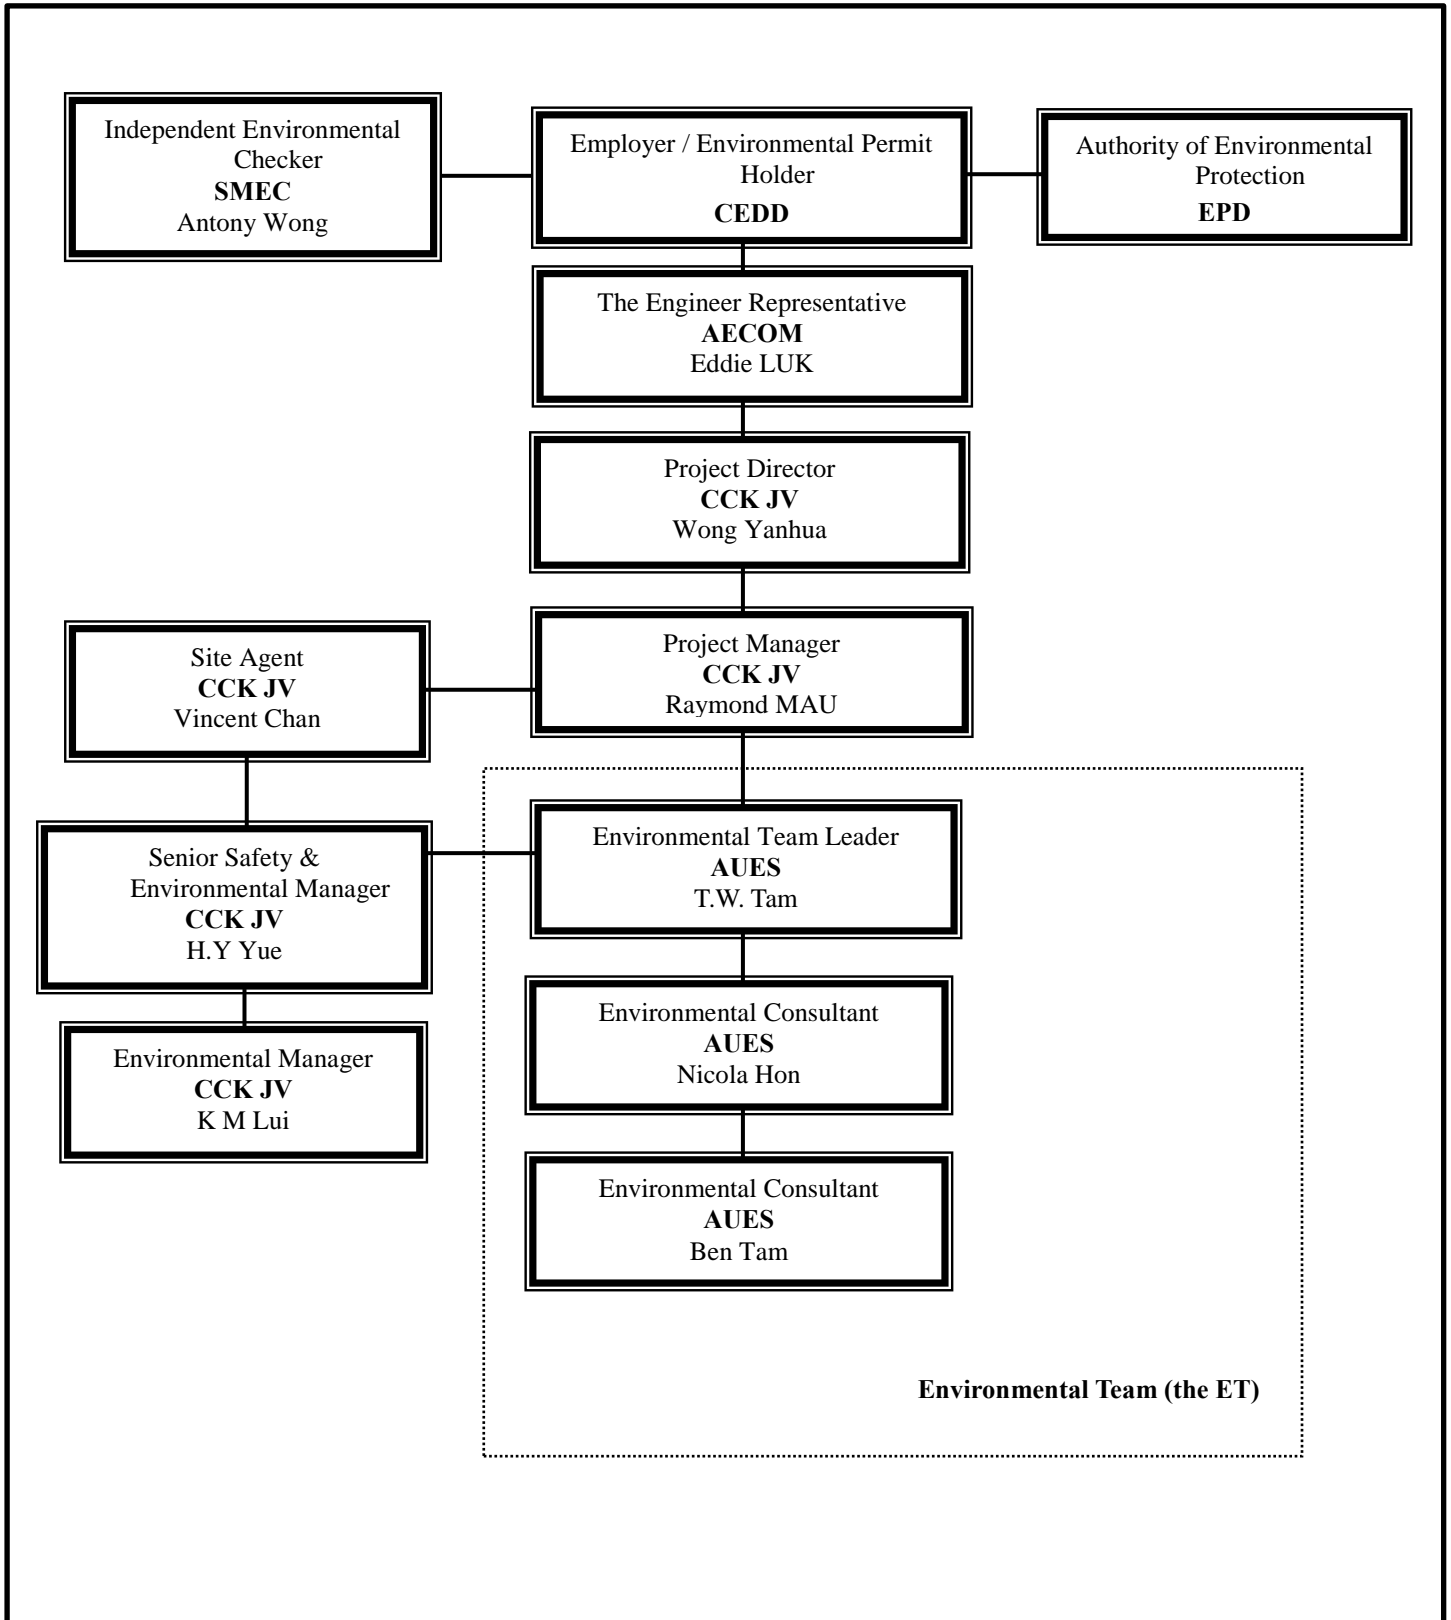 Independent Environmental
Checker
SMEC
Antony Wong
Employer / Environmental Permit
Holder
CEDD
Authority of Environmental
Protection
EPD
The Engineer Representative
AECOM
Eddie LUK
Project Director
CCK JV
Wong Yanhua
Site Agent
CCK JV
Vincent Chan
Project Manager
CCK JV
Raymond MAU
Senior Safety &
Environmental Manager
CCK JV
H.Y Yue
Environmental Team Leader
AUES
T.W. Tam
Environmental Manager
CCK JV
K M Lui
Environmental Consultant
AUES
Nicola Hon
Environmental Consultant
AUES
Ben Tam
Environmental Team (the ET)